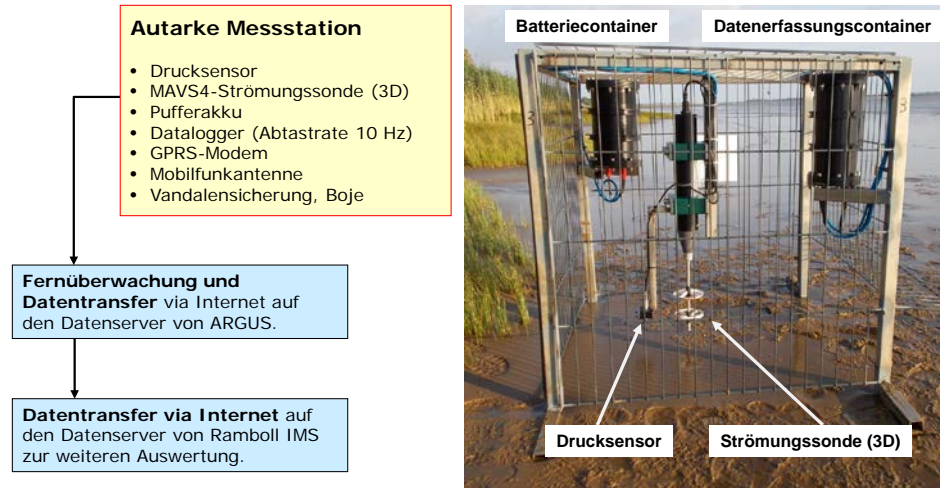 Autarke Messstation
• Drucksensor
• MAVS4-Strömungssonde (3D)
• Pufferakku
• Datalogger (Abtastrate 10 Hz)
• GPRS-Modem
• Mobilfunkantenne
• Vandalensicherung, Boje
Fernüberwachung und
Datentransfer via Internet auf
den Datenserver von ARGUS.
Datentransfer via Internet auf
den Datenserver von Ramboll IMS
zur weiteren Auswertung.
Batteriecontainer
Datenerfassungscontainer
3
3
Drucksensor
Strömungssonde (3D)